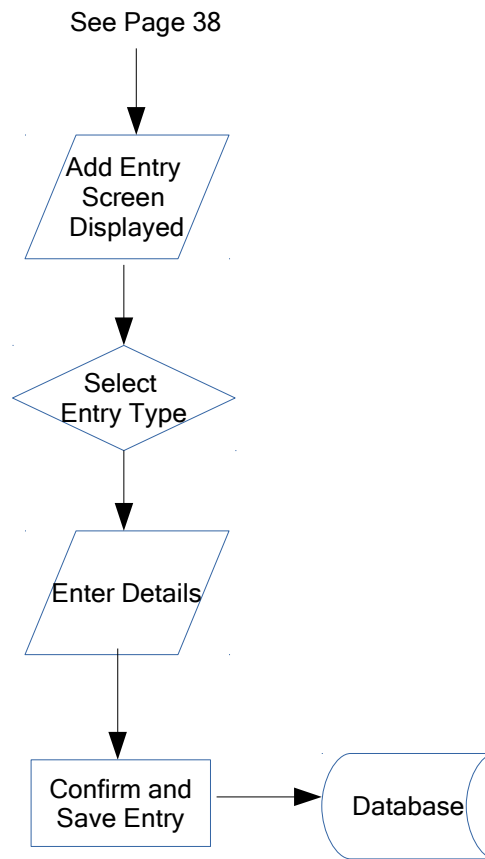 See Page 38
Add Entry
Screen
Displayed
Select
Entry Type
Enter Details
Confirm and
Save Entry
Database